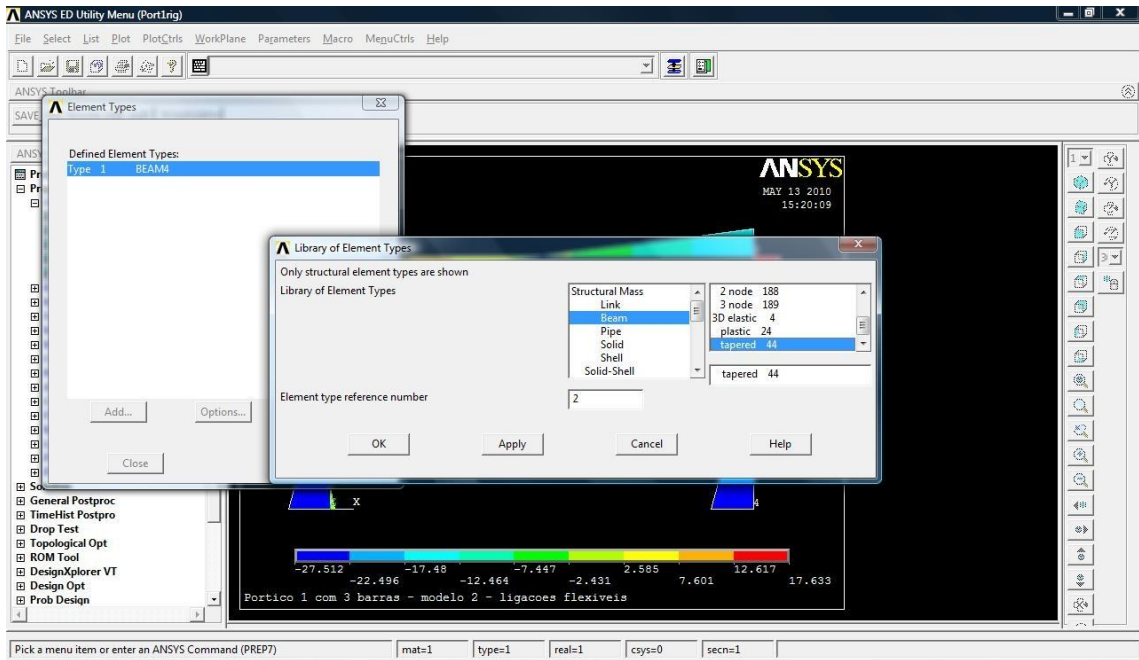 ANSYS ED Utility Menu (Port1rig)
File Select List Plot PlotCtrls WorkPlane Parameters Macro MenuCtrls Help
ANSYS Toolbar
SAVE
Element Types
Defined Element Types:
Type 1 BEAM4
Add... Options...
Close
ANSYS
MAY 13 2010
15:20:09
1
3
Library of Element Types
Only structural element types are shown
Library of Element Types
Structural Mass
Link
Beam
Pipe
Solid
Shell
Solid-Shell
2 node 188
3 node 189
3D elastic 4
plastic 24
tapered 44
tapered 44
Element type reference number
2
OK Apply Cancel Help
General Postproc
TimeHist Postpro
Drop Test
Topological Opt
ROM Tool
DesignXplorer VT
Design Opt
Prob Design
X
4
-27.512 -17.48 -7.447 2.585 12.617
-22.496 -12.464 -2.431 7.601 17.633
Portico 1 com 3 barras - modelo 2 - ligacoes flexiveis
Pick a menu item or enter an ANSYS Command (PREP7) mat=1 type=1 real=1 csys=0 secn=1